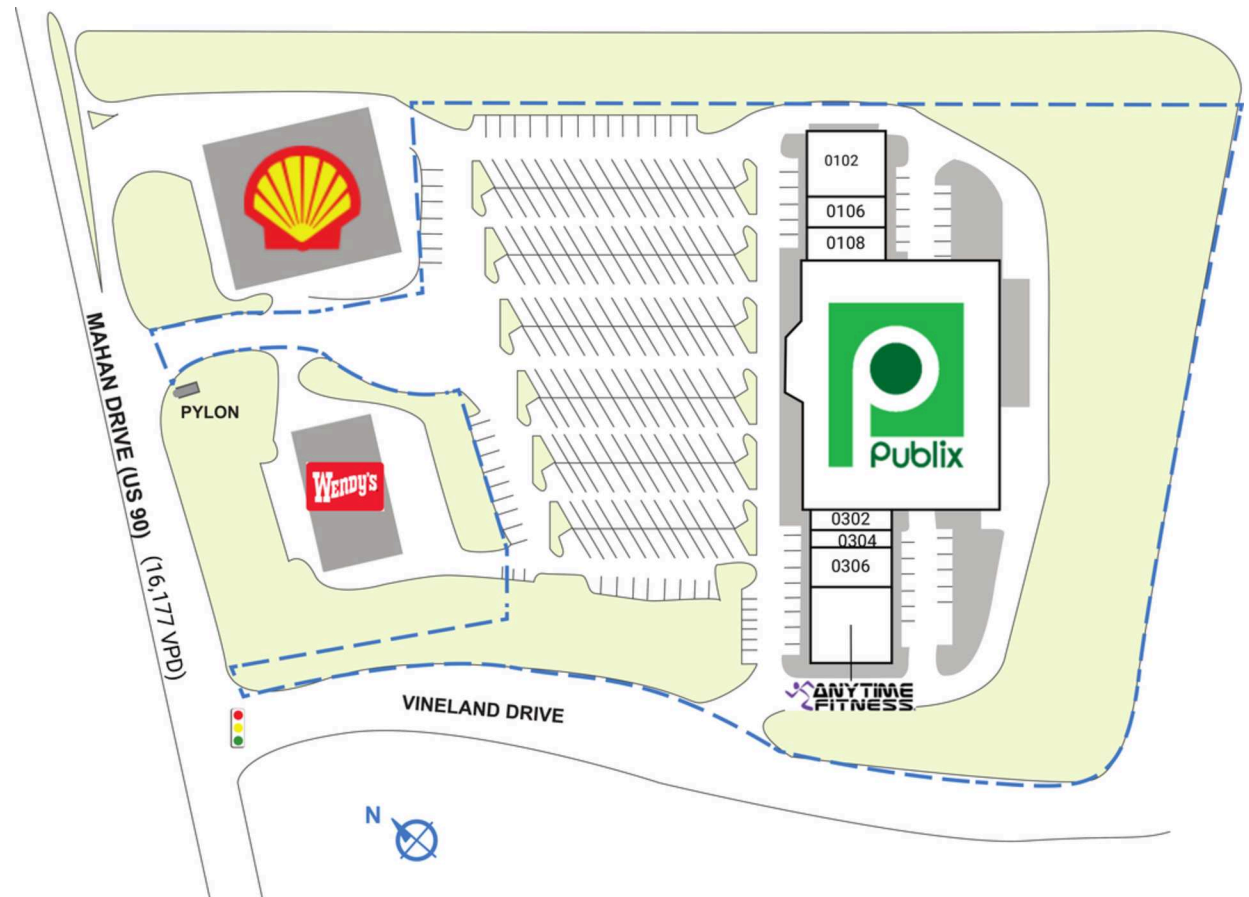 0102
0106
0108
MAHAN DRIVE (US 90) (16,177 VPD)
PYLON
Publix
WENDY'S
0302
0304
0306
ANYTIME
FITNESS
VINELAND DRIVE
N